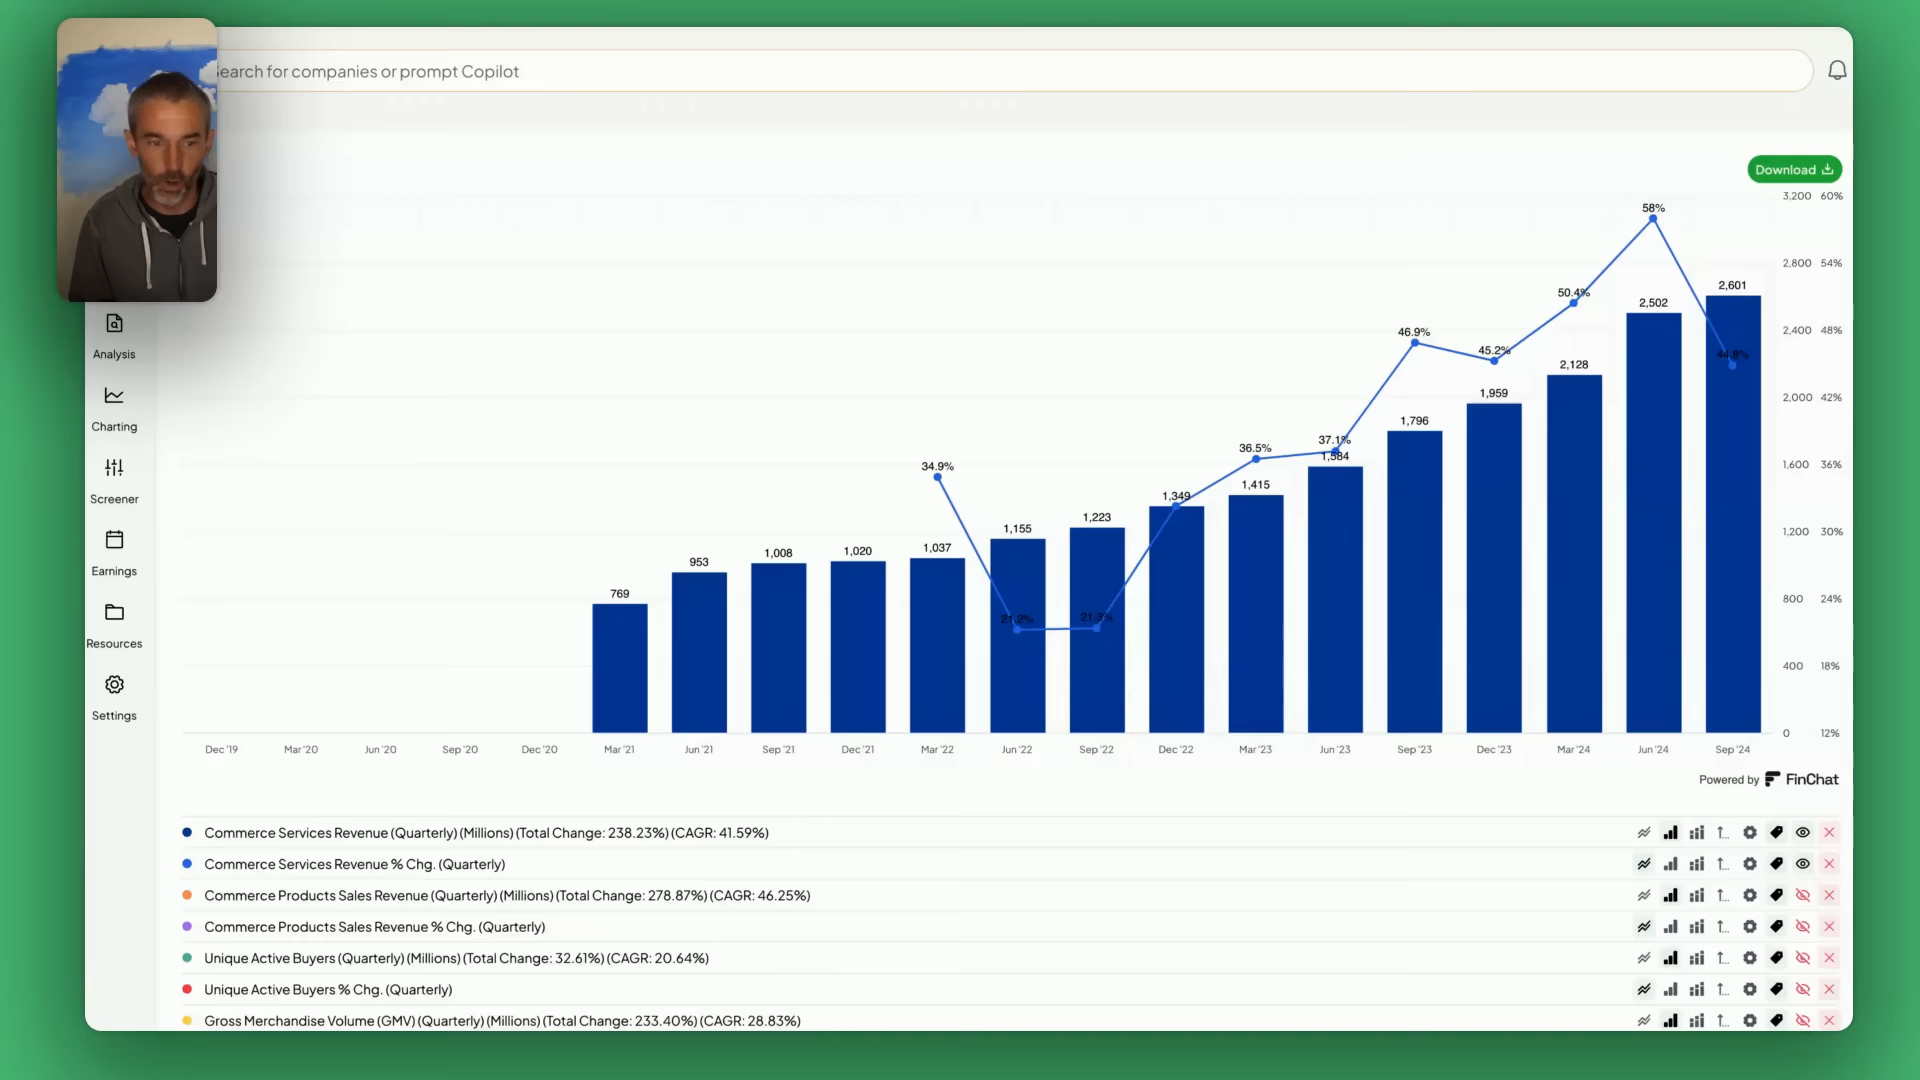 Search for companies or prompt Copilot
Download
3,200 60%
2,800 54%
2,400 48%
2,000 42%
1,600 36%
1,200 30%
800 24%
400 18%
0 12%
58%
2,601
2,502
50.4%
46.9%
45.2%
44.8%
2,128
1,959
1,796
37.1%
1,584
36.5%
1,415
34.9%
1,349
1,223
1,155
1,037
1,020
1,008
953
769
21.2%
21.3%
Analysis
Charting
Screener
Earnings
Resources
Settings
Dec '19 Mar '20 Jun '20 Sep '20 Dec '20 Mar '21 Jun '21 Sep '21 Dec '21 Mar '22 Jun '22 Sep '22 Dec '22 Mar '23 Jun '23 Sep '23 Dec '23 Mar '24 Jun '24 Sep '24
Powered by FinChat
Commerce Services Revenue (Quarterly) (Millions) (Total Change: 238.23%) (CAGR: 41.59%)
Commerce Services Revenue % Chg. (Quarterly)
Commerce Products Sales Revenue (Quarterly) (Millions) (Total Change: 278.87%) (CAGR: 46.25%)
Commerce Products Sales Revenue % Chg. (Quarterly)
Unique Active Buyers (Quarterly) (Millions) (Total Change: 32.61%) (CAGR: 20.64%)
Unique Active Buyers % Chg. (Quarterly)
Gross Merchandise Volume (GMV) (Quarterly) (Millions) (Total Change: 233.40%) (CAGR: 28.83%)